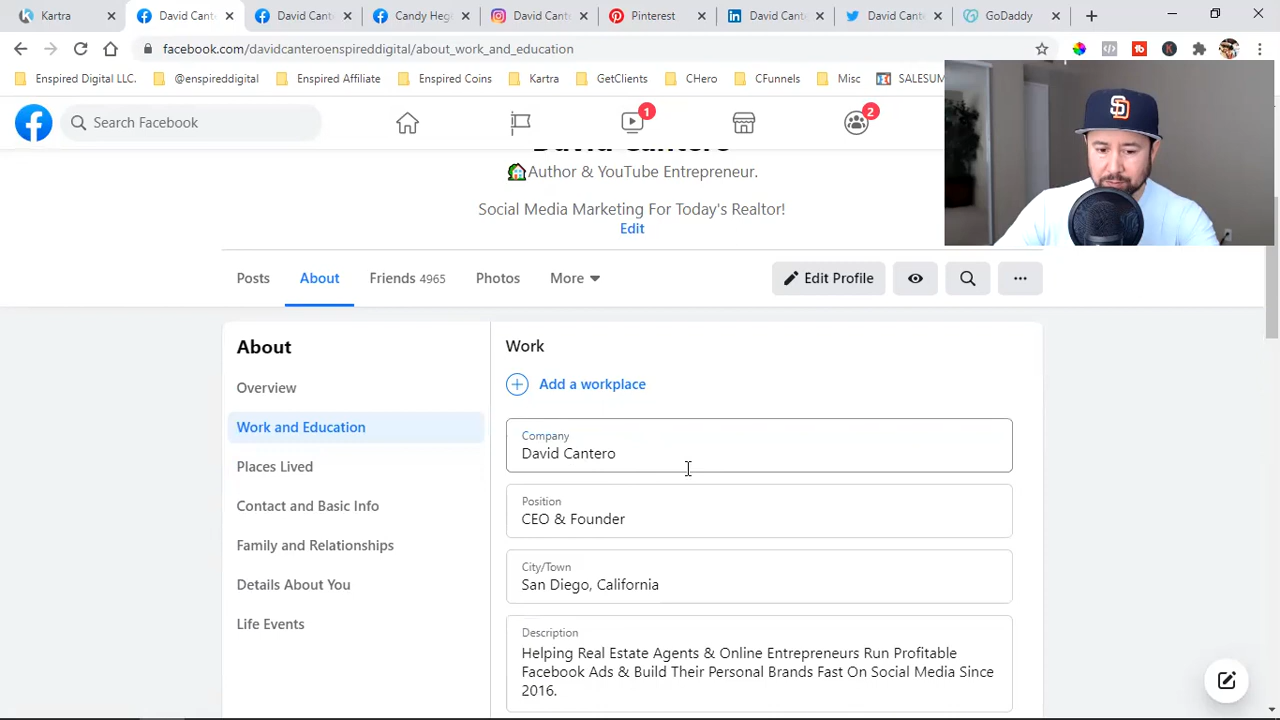 Kartra
David Cant
David Cant
Candy Hegl
David Cant
Pinterest
David Cant
David Cant
GoDaddy
facebook.com/davidcanteroenspireddigital/about_work_and_education
Enspired Digital LLC.
@enspireddigital
Enspired Affiliate
Enspired Coins
Kartra
GetClients
CHero
CFunnels
Misc
SALESUM
Search Facebook
1
2
David Cantero
Author & YouTube Entrepreneur.
Social Media Marketing For Today's Realtor!
Edit
Posts
About
Friends 4965
Photos
More
Edit Profile
About
Overview
Work and Education
Places Lived
Contact and Basic Info
Family and Relationships
Details About You
Life Events
Work
Add a workplace
Company
David Cantero
Position
CEO & Founder
City/Town
San Diego, California
Description
Helping Real Estate Agents & Online Entrepreneurs Run Profitable
Facebook Ads & Build Their Personal Brands Fast On Social Media Since
2016.
SD